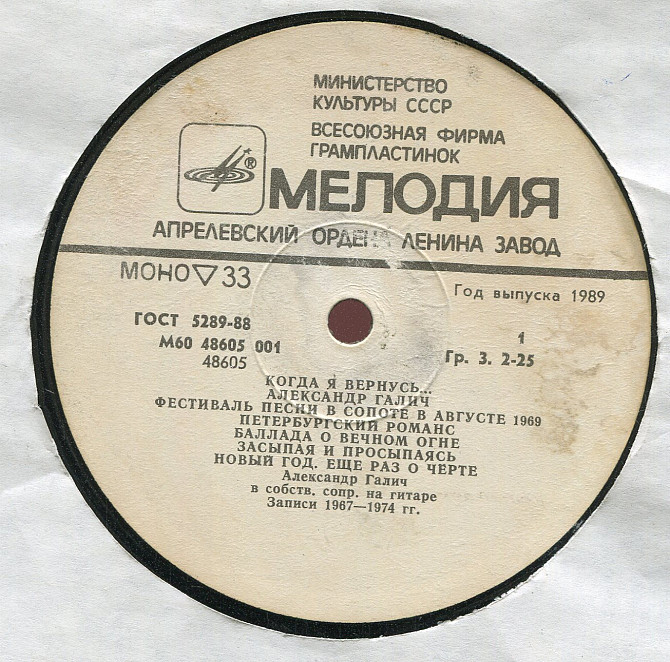 МИНИСТЕРСТВО
КУЛЬТУРЫ СССР
ВСЕСОЮЗНАЯ ФИРМА
ГРАМПЛАСТИНОК
®
МЕЛОДИЯ
АПРЕЛЕВСКИЙ ОРДЕНА ЛЕНИНА ЗАВОД
МОНО ▽ 33
Год выпуска 1989
ГОСТ 5289-88
М60 48605 001
48605
1
Гр. 3. 2-25
КОГДА Я ВЕРНУСЬ...
АЛЕКСАНДР ГАЛИЧ
ФЕСТИВАЛЬ ПЕСНИ В СОПОТЕ В АВГУСТЕ 1969
ПЕТЕРБУРГСКИЙ РОМАНС
БАЛЛАДА О ВЕЧНОМ ОГНЕ
ЗАСЫПАЯ И ПРОСЫПАЯСЬ
НОВЫЙ ГОД. ЕЩЕ РАЗ О ЧЕРТЕ
Александр Галич
в собств. сопр. на гитаре
Записи 1967—1974 гг.